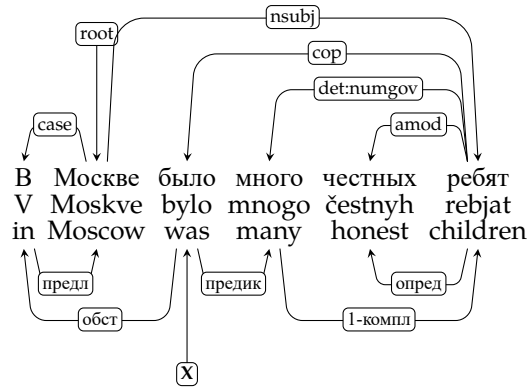 nsubj
root
cop
det:numgov
case
amod
В Москве было много честных ребят
V Moskve bylo mnogo čestnyh rebjat
in Moscow was many honest children
предл
предик
опред
обст
1-компл
X